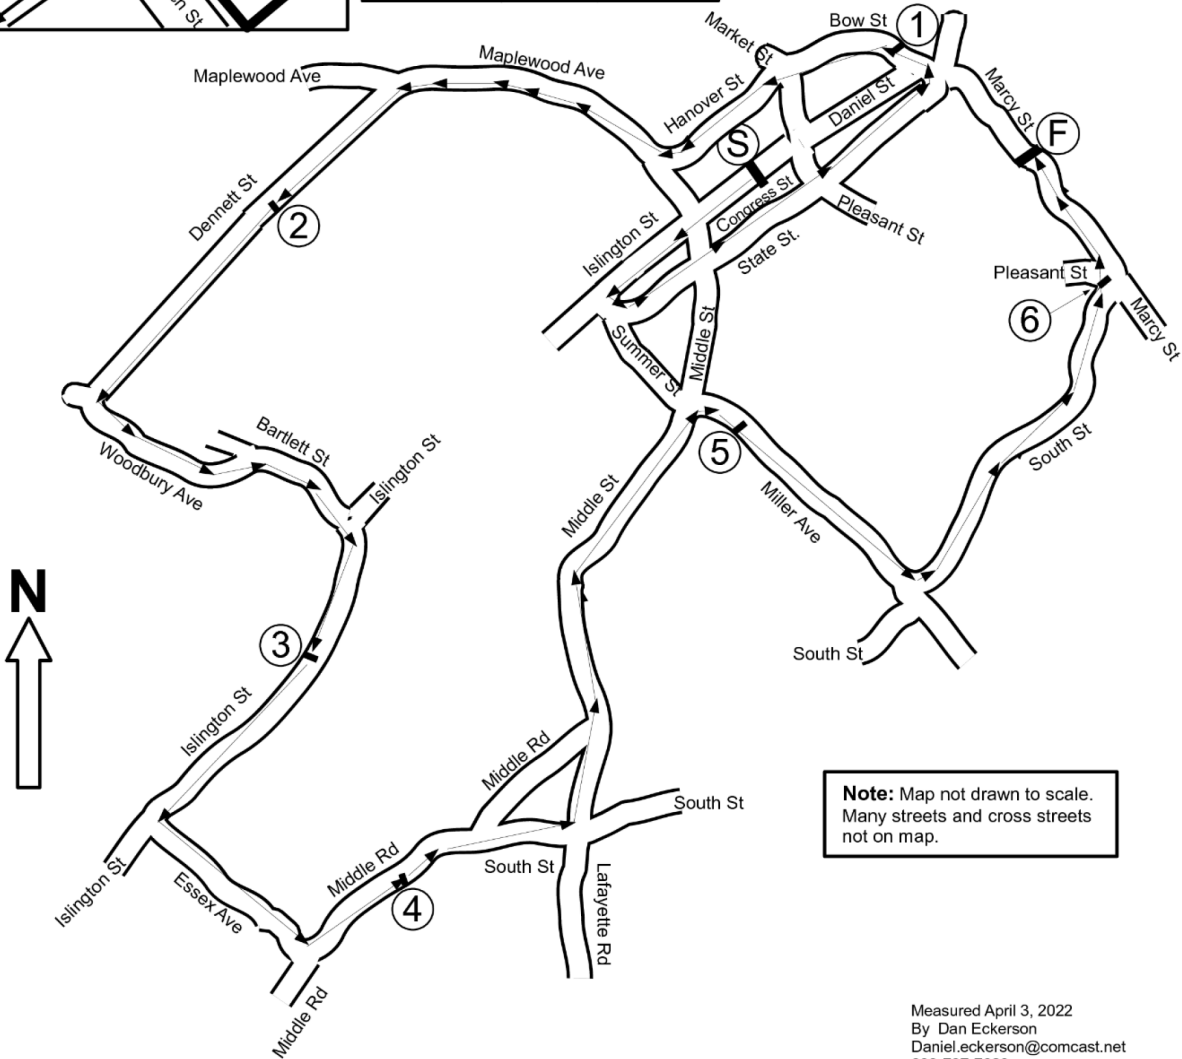 Market St
Bow St
1
Maplewood Ave
Maplewood Ave
Hanover St
Daniel St
Marcy St
F
S
Dennett St
2
Congress St
Pleasant St
Islington St
State St.
Pleasant St
6
Marcy St
Summer St
Middle St
Bartlett St
Islington St
Woodbury Ave
5
South St
Middle St
Miller Ave
N
3
South St
Islington St
Middle Rd
Note: Map not drawn to scale.
Many streets and cross streets
not on map.
South St
Middle Rd
South St
Islington St
Essex Ave
4
Lafayette Rd
Middle Rd
Measured April 3, 2022
By Dan Eckerson
Daniel.eckerson@comcast.net